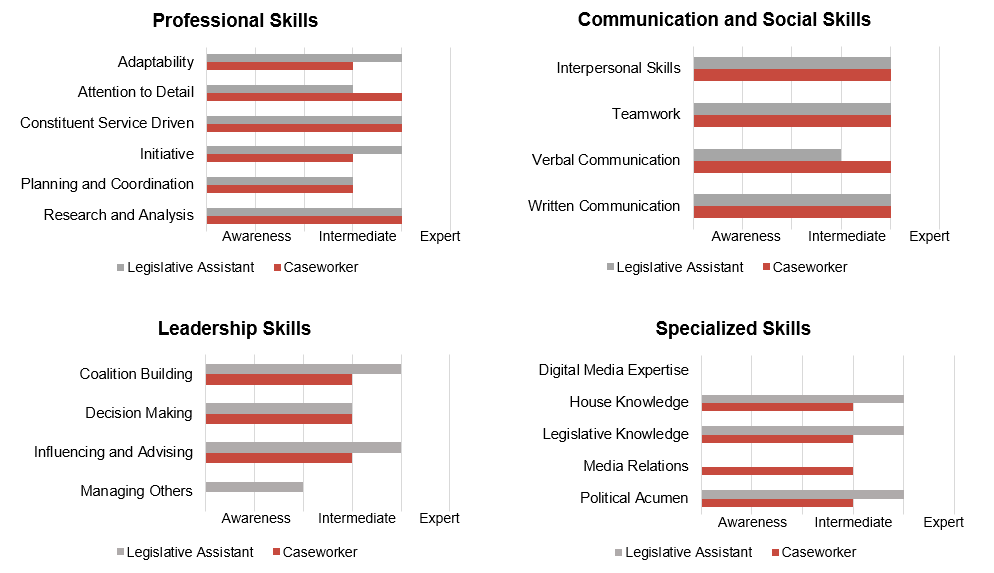 Professional Skills
Adaptability
Attention to Detail
Constituent Service Driven
Initiative
Planning and Coordination
Research and Analysis
Awareness Intermediate Expert
Legislative Assistant Caseworker
Communication and Social Skills
Interpersonal Skills
Teamwork
Verbal Communication
Written Communication
Awareness Intermediate Expert
Legislative Assistant Caseworker
Leadership Skills
Coalition Building
Decision Making
Influencing and Advising
Managing Others
Awareness Intermediate Expert
Legislative Assistant Caseworker
Specialized Skills
Digital Media Expertise
House Knowledge
Legislative Knowledge
Media Relations
Political Acumen
Awareness Intermediate Expert
Legislative Assistant Caseworker